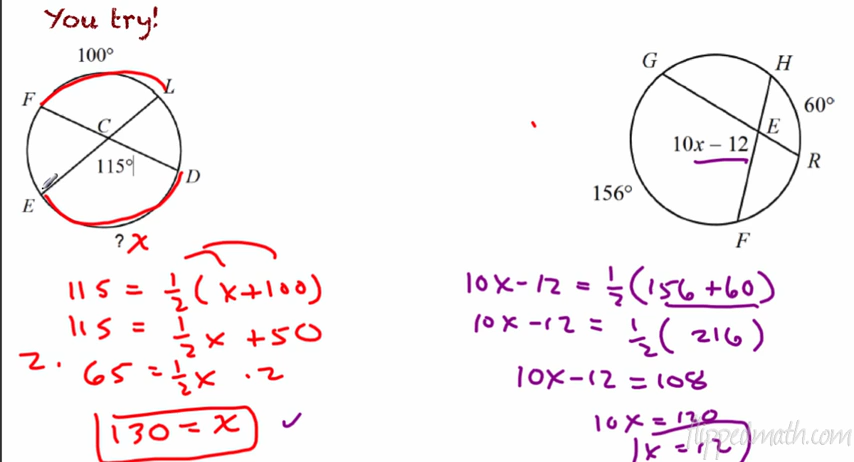 You try!
100°
F
L
C
115°
E
D
? x
115 = 1/2 (x+100)
115 = 1/2 x +50
2. 65 = 1/2 x .2
130 = x ✓
G
H
60°
E
10x − 12
R
156°
F
10x-12 = 1/2 (156 +60)
10x-12 = 1/2 ( 216)
10x-12 = 108
10x = 120
x = 12
flippedmath.com